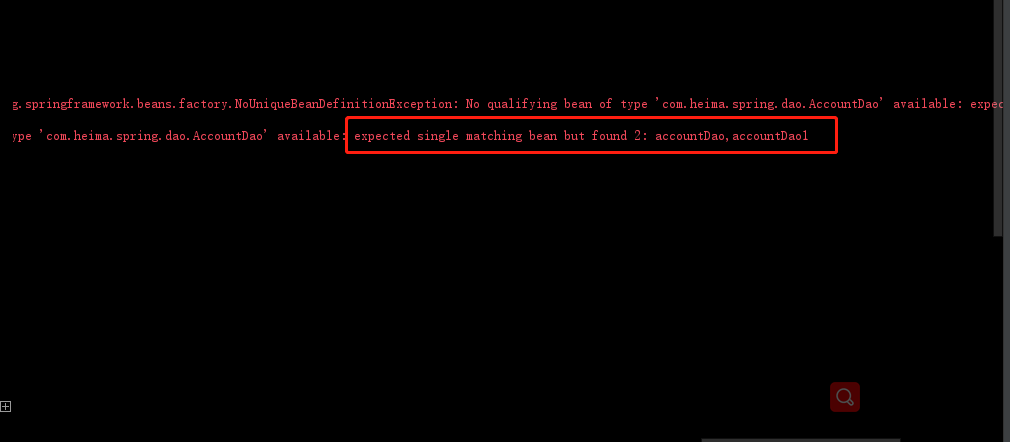 g.springframework.beans.factory.NoUniqueBeanDefinitionException: No qualifying bean of type 'com.heima.spring.dao.AccountDao' available: expec
ype 'com.heima.spring.dao.AccountDao' available: expected single matching bean but found 2: accountDao,accountDao1